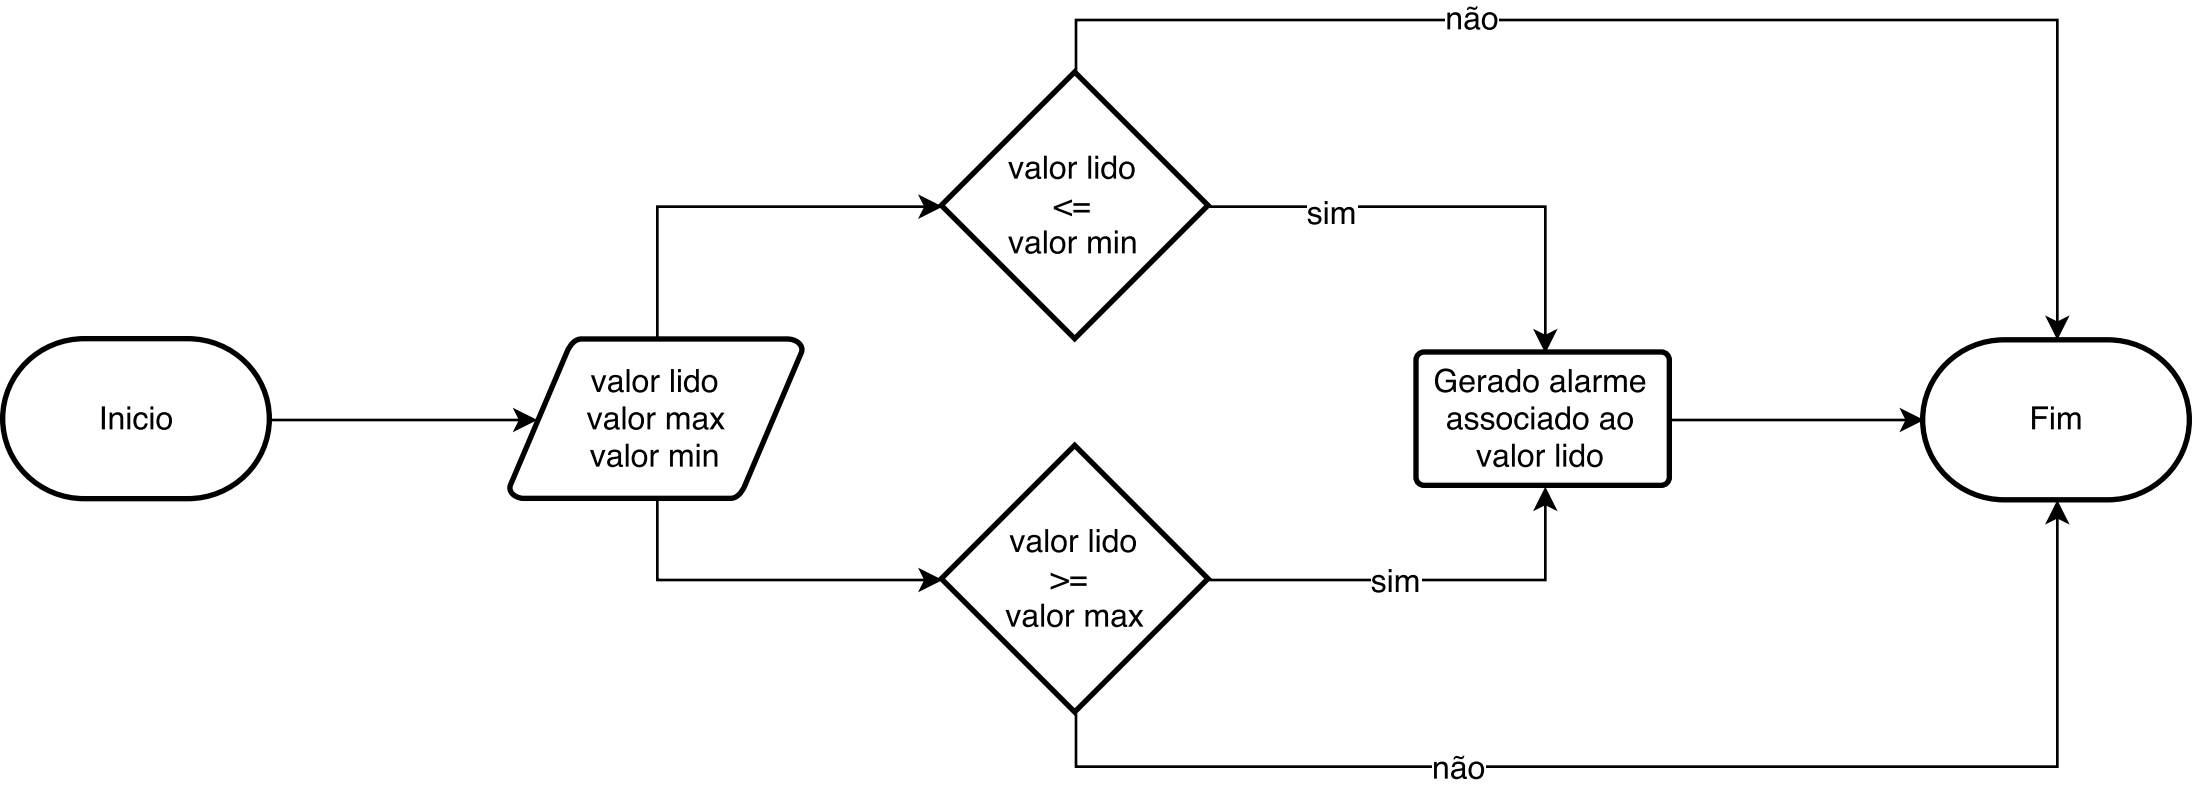 não
valor lido
<=
valor min
sim
Inicio
valor lido
valor max
valor min
Gerado alarme
associado ao
valor lido
Fim
valor lido
>=
valor max
sim
não